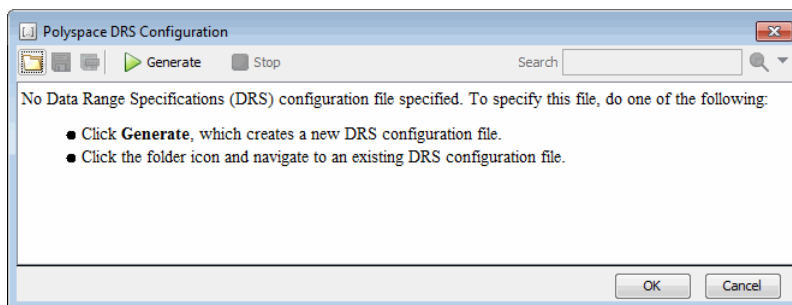 Polyspace DRS Configuration
Generate Stop Search
No Data Range Specifications (DRS) configuration file specified. To specify this file, do one of the following:
● Click Generate, which creates a new DRS configuration file.
● Click the folder icon and navigate to an existing DRS configuration file.
OK Cancel